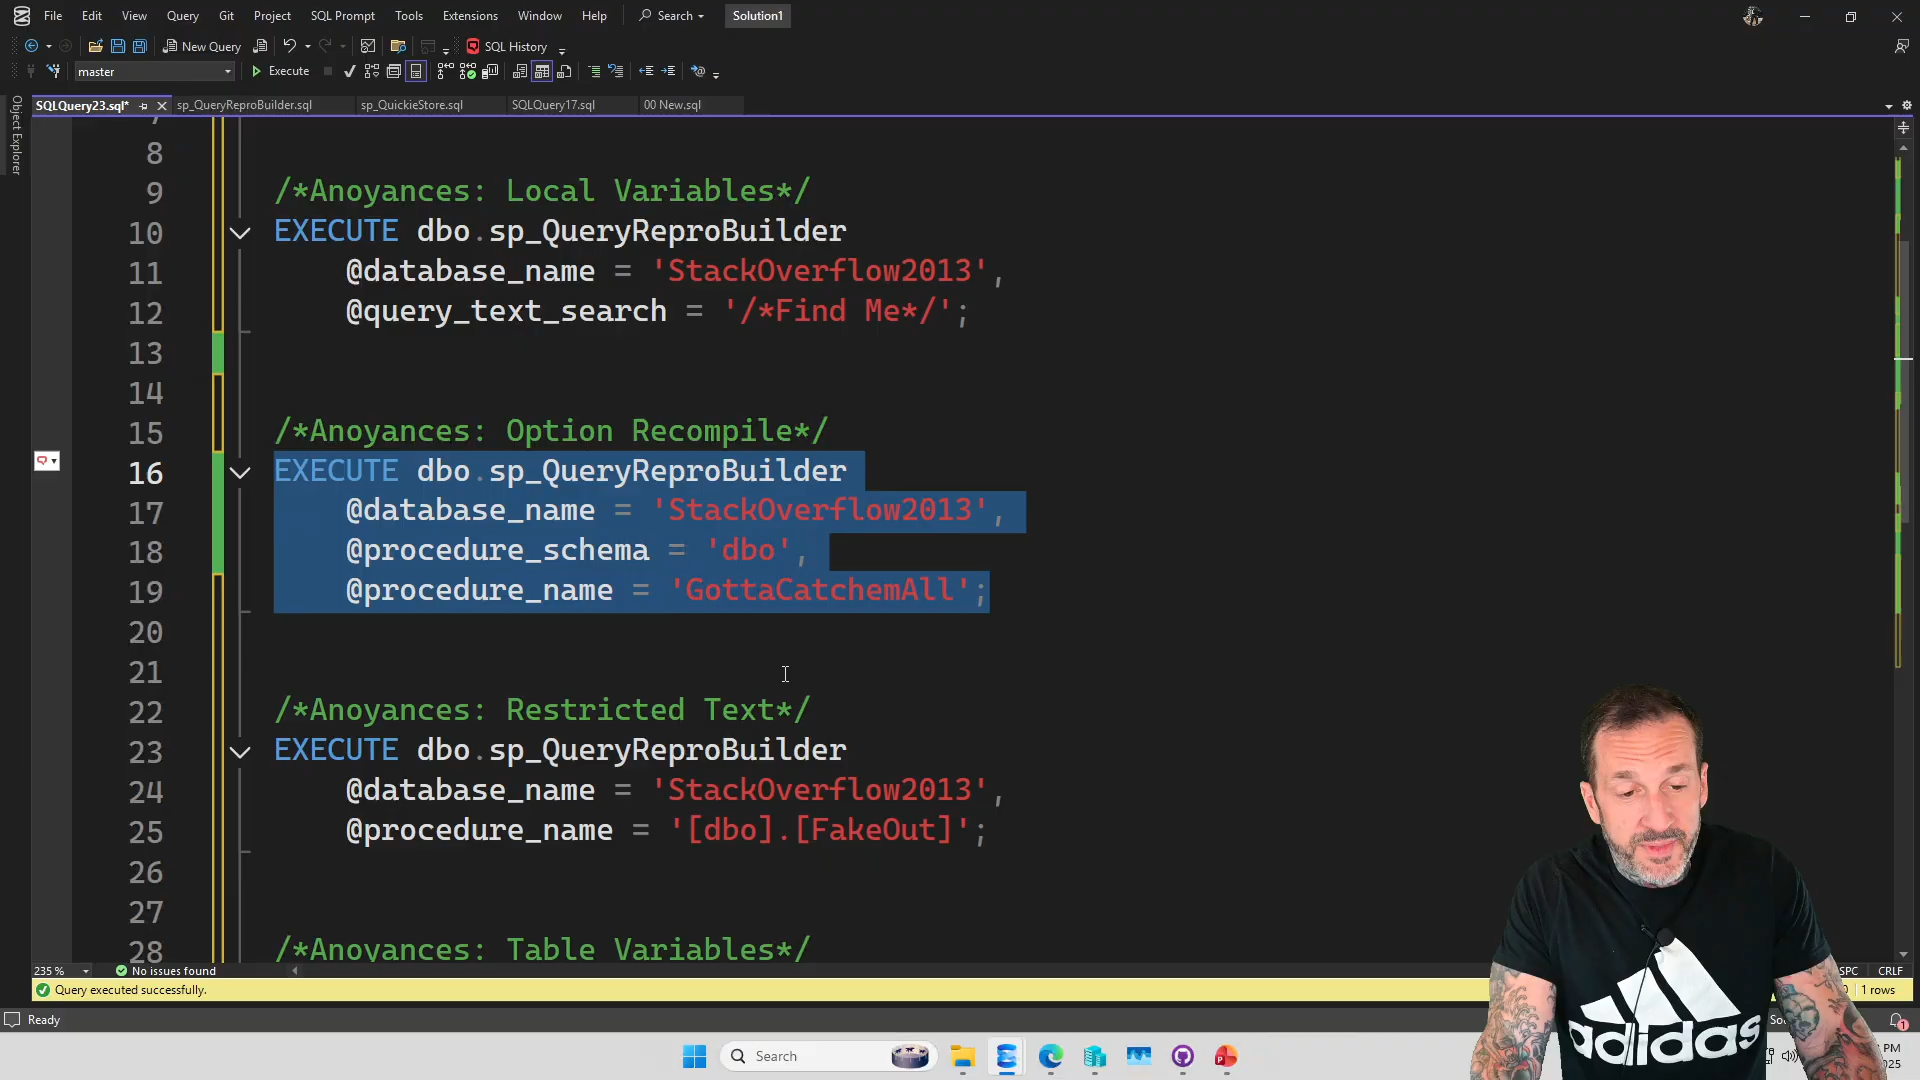 File Edit View Query Git Project SQL Prompt Tools Extensions Window Help Search Solution1
New Query SQL History
master Execute
SQLQuery23.sql* sp_QueryReproBuilder.sql sp_QuickieStore.sql SQLQuery17.sql 00 New.sql
Object Explorer
8
9 /*Anoyances: Local Variables*/
10 EXECUTE dbo.sp_QueryReproBuilder
11 @database_name = 'StackOverflow2013',
12 @query_text_search = '/*Find Me*/';
13
14
15 /*Anoyances: Option Recompile*/
16 EXECUTE dbo.sp_QueryReproBuilder
17 @database_name = 'StackOverflow2013',
18 @procedure_schema = 'dbo',
19 @procedure_name = 'GottaCatchemAll';
20
21
22 /*Anoyances: Restricted Text*/
23 EXECUTE dbo.sp_QueryReproBuilder
24 @database_name = 'StackOverflow2013',
25 @procedure_name = '[dbo].[FakeOut]';
26
27
28 /*Anoyances: Table Variables*/
235 % No issues found SPC CRLF
Query executed successfully. 1 rows
Ready
Search
PM
2025
adidas